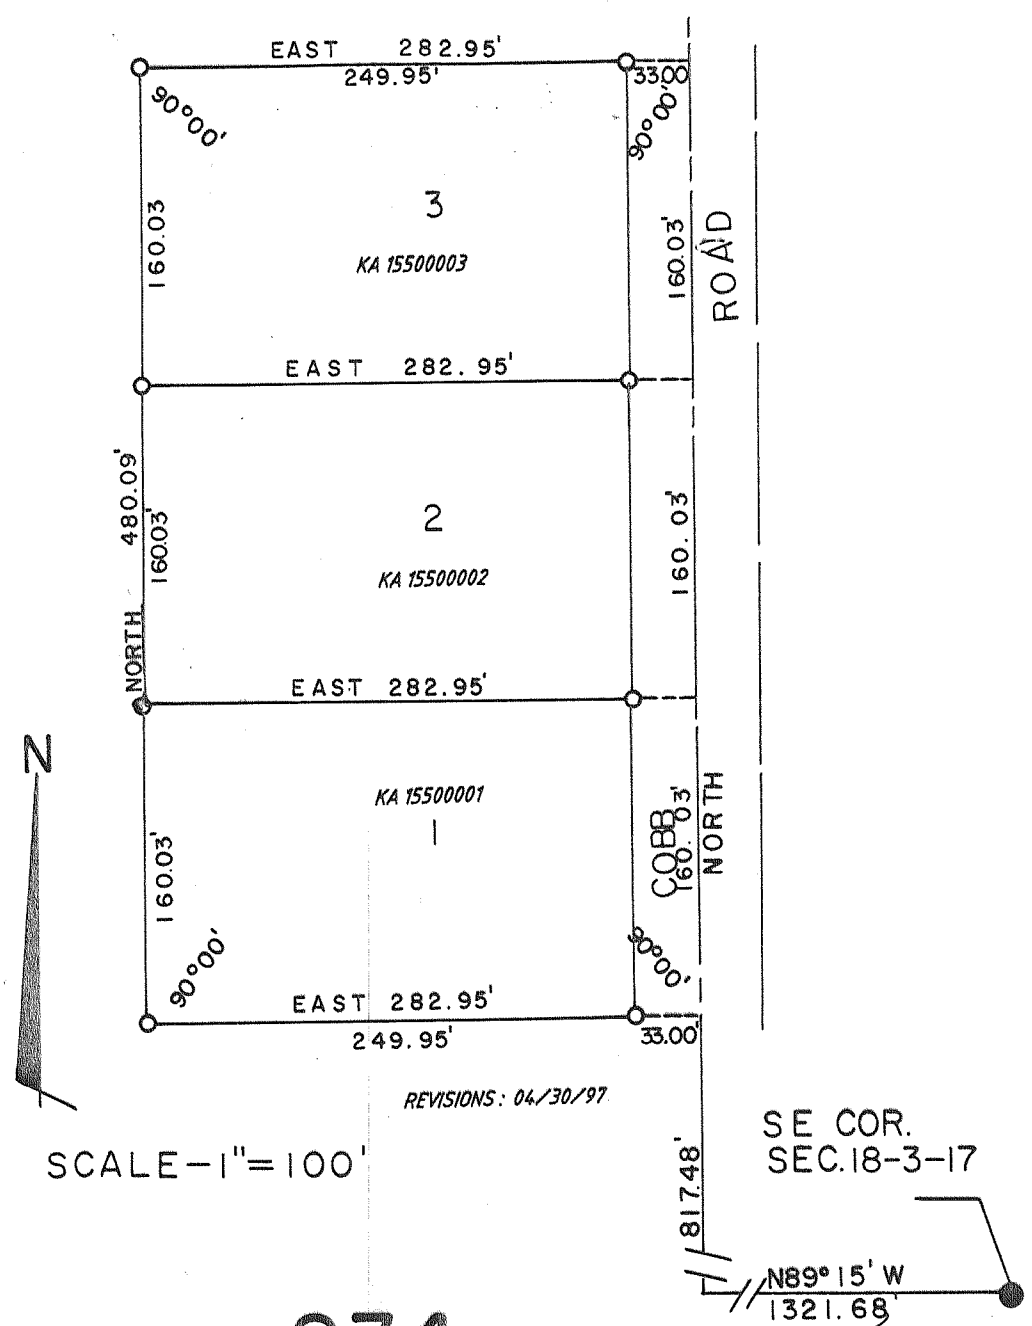 EAST 282.95'
249.95'
33.00'
90°00'
90°00'
3
KA 15500003
160.03
160.03'
ROAD
EAST 282.95'
480.09'
NORTH
160.03'
2
KA 15500002
160.03'
EAST 282.95'
N
KA 15500001
1
160.03'
COBB
160.03'
NORTH
90°00'
90°00'
EAST 282.95'
249.95'
33.00'
REVISIONS: 04/30/97
SCALE-1"=100'
817.48'
SE COR.
SEC.18-3-17
N89°15' W
1321.68'